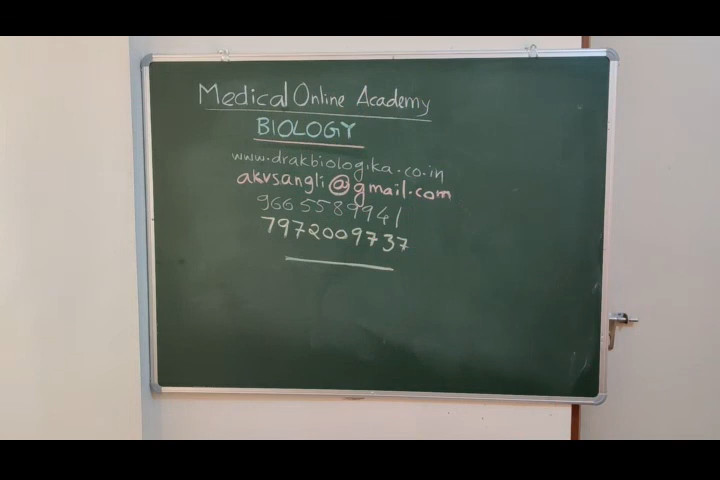 Medical Online Academy
BIOLOGY
www.drakbiologika.co.in
akvsangli@gmail.com
9665589941
7972009737